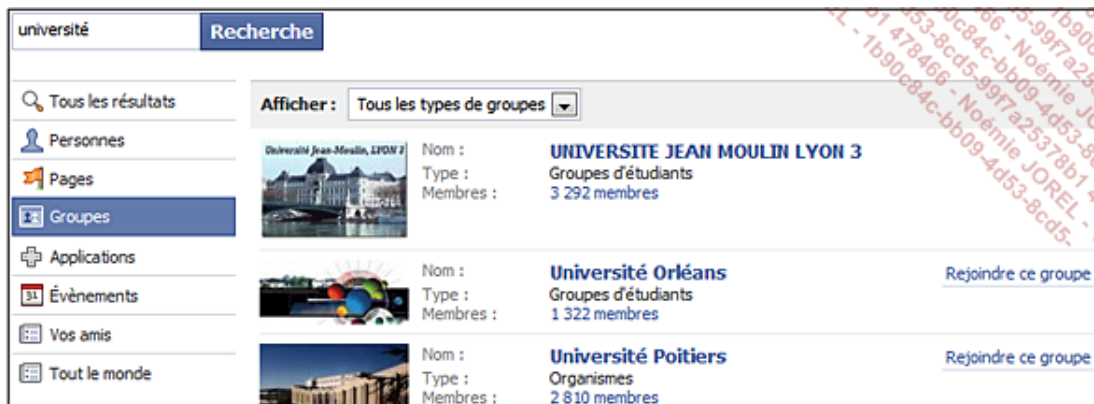 université Recherche
Tous les résultats
Personnes
Pages
Groupes
Applications
Évènements
Vos amis
Tout le monde
Afficher : Tous les types de groupes
Université Jean-Moulin, LYON 3
Nom : UNIVERSITE JEAN MOULIN LYON 3
Type : Groupes d'étudiants
Membres : 3 292 membres
Nom : Université Orléans Rejoindre ce groupe
Type : Groupes d'étudiants
Membres : 1 322 membres
Nom : Université Poitiers Rejoindre ce groupe
Type : Organismes
Membres : 2 810 membres